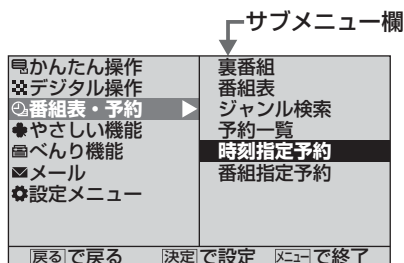 サブメニュー欄
かんたん操作
デジタル操作
番組表・予約
やさしい機能
べんり機能
メール
設定メニュー
裏番組
番組表
ジャンル検索
予約一覧
時刻指定予約
番組指定予約
戻る で戻る 決定 で設定 メニュー で終了